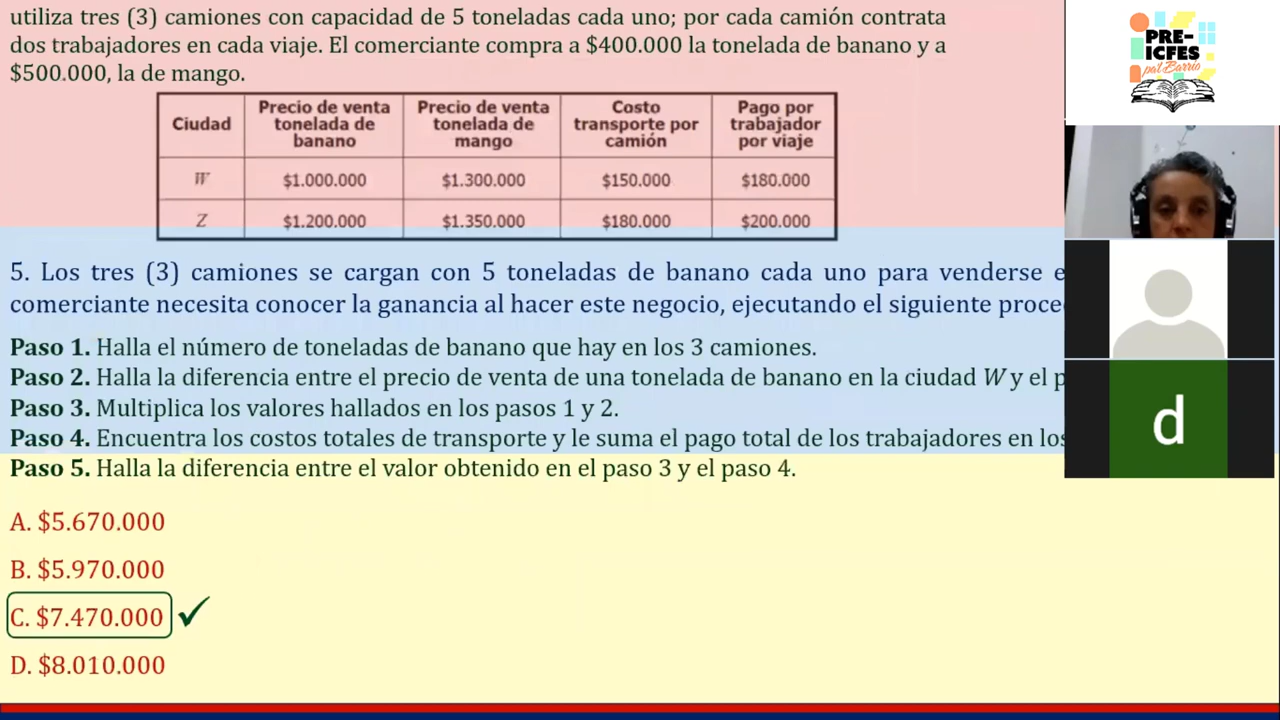 utiliza tres (3) camiones con capacidad de 5 toneladas cada uno; por cada camión contrata
dos trabajadores en cada viaje. El comerciante compra a $400.000 la tonelada de banano y a
$500.000, la de mango.
Ciudad Precio de venta tonelada de banano Precio de venta tonelada de mango Costo transporte por camión Pago por trabajador por viaje
W $1.000.000 $1.300.000 $150.000 $180.000
Z $1.200.000 $1.350.000 $180.000 $200.000
5. Los tres (3) camiones se cargan con 5 toneladas de banano cada uno para venderse
comerciante necesita conocer la ganancia al hacer este negocio, ejecutando el siguiente
Paso 1. Halla el número de toneladas de banano que hay en los 3 camiones.
Paso 2. Halla la diferencia entre el precio de venta de una tonelada de banano en la ciudad W y el
Paso 3. Multiplica los valores hallados en los pasos 1 y 2.
Paso 4. Encuentra los costos totales de transporte y le suma el pago total de los trabajadores en
Paso 5. Halla la diferencia entre el valor obtenido en el paso 3 y el paso 4.
A. $5.670.000
B. $5.970.000
C. $7.470.000
D. $8.010.000
PRE-
ICFES
pal Barrio
d